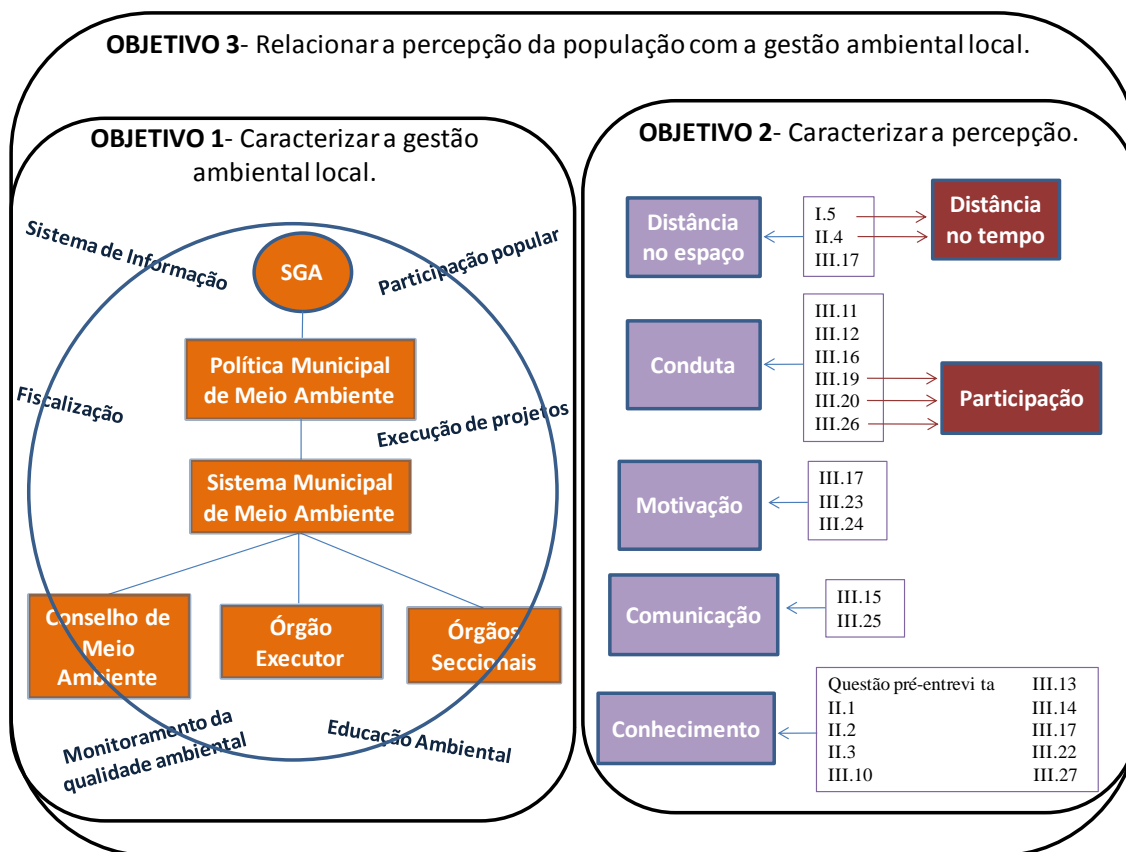 OBJETIVO 3- Relacionar a percepção da população com a gestão ambiental local.
OBJETIVO 1- Caracterizar a gestão
ambiental local.
Sistema de Informação
Participação popular
SGA
Política Municipal
de Meio Ambiente
Fiscalização
Execução de projetos
Sistema Municipal
de Meio Ambiente
Conselho de
Meio
Ambiente
Órgão
Executor
Órgãos
Seccionais
Monitoramento da
qualidade ambiental
Educação Ambiental
OBJETIVO 2- Caracterizar a percepção.
Distância
no espaço
I.5
II.4
III.17
Distância
no tempo
Conduta
III.11
III.12
III.16
III.19
III.20
III.26
Participação
Motivação
III.17
III.23
III.24
Comunicação
III.15
III.25
Conhecimento
Questão pré-entrevi ta III.13
II.1 III.14
II.2 III.17
II.3 III.22
III.10 III.27